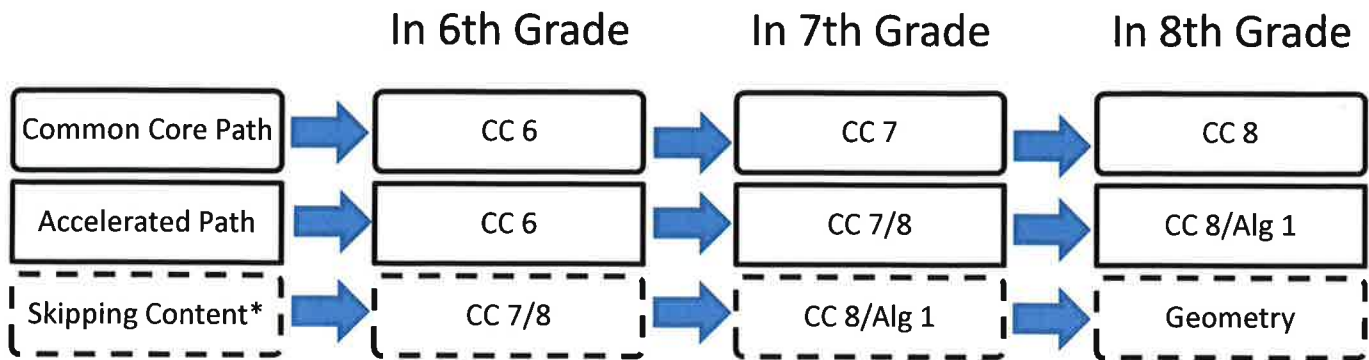 In 6th Grade In 7th Grade In 8th Grade
Common Core Path CC 6 CC 7 CC 8
Accelerated Path CC 6 CC 7/8 CC 8/Alg 1
Skipping Content* CC 7/8 CC 8/Alg 1 Geometry